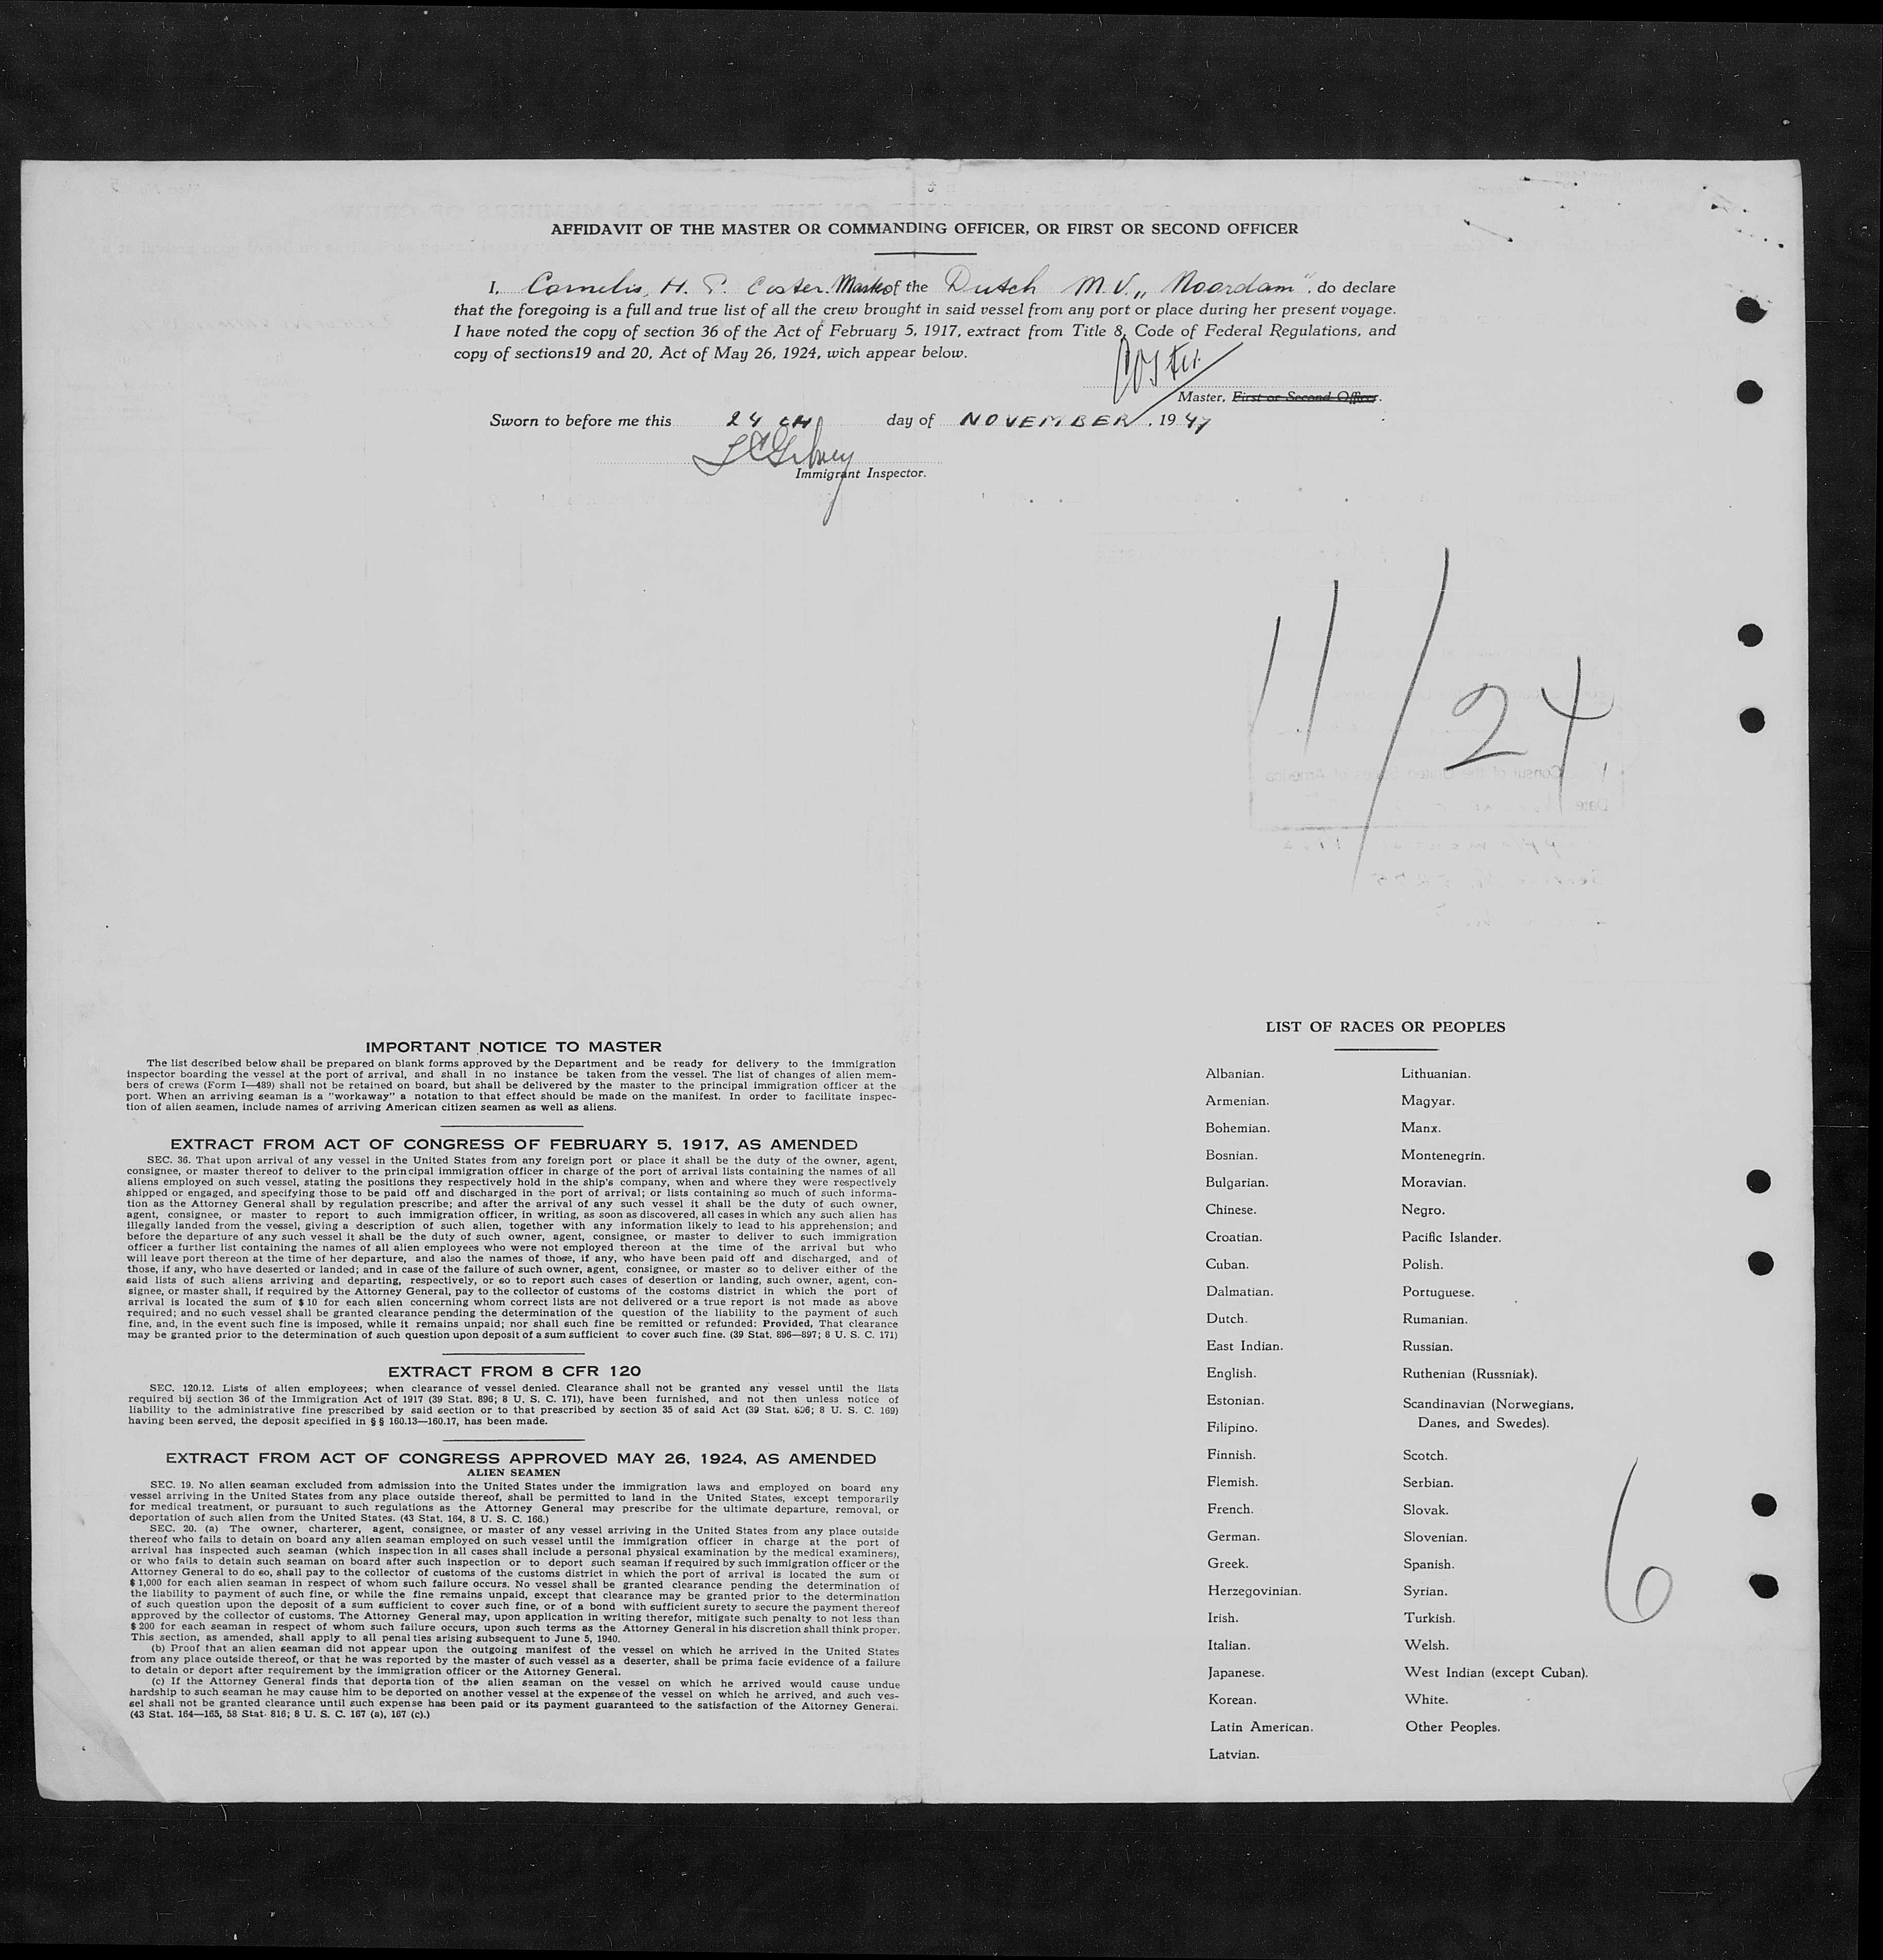 AFFIDAVIT OF THE MASTER OR COMMANDING OFFICER, OR FIRST OR SECOND OFFICER
I, Cornelis H. P. Coster. Master of the Dutch M.V. „Noordam", do declare
that the foregoing is a full and true list of all the crew brought in said vessel from any port or place during her present voyage.
I have noted the copy of section 36 of the Act of February 5, 1917, extract from Title 8, Code of Federal Regulations, and
copy of sections19 and 20, Act of May 26, 1924, wich appear below.
Coster
Master, First or Second Officer.
Sworn to before me this 24th day of NOVEMBER, 1947
Immigrant Inspector.
11/24
IMPORTANT NOTICE TO MASTER
The list described below shall be prepared on blank forms approved by the Department and be ready for delivery to the immigration
inspector boarding the vessel at the port of arrival, and shall in no instance be taken from the vessel. The list of changes of alien mem-
bers of crews (Form I—489) shall not be retained on board, but shall be delivered by the master to the principal immigration officer at the
port. When an arriving seaman is a "workaway" a notation to that effect should be made on the manifest. In order to facilitate inspec-
tion of alien seamen, include names of arriving American citizen seamen as well as aliens.
EXTRACT FROM ACT OF CONGRESS OF FEBRUARY 5, 1917, AS AMENDED
SEC. 36. That upon arrival of any vessel in the United States from any foreign port or place it shall be the duty of the owner, agent,
consignee, or master thereof to deliver to the principal immigration officer in charge of the port of arrival lists containing the names of all
aliens employed on such vessel, stating the positions they respectively hold in the ship's company, when and where they were respectively
shipped or engaged, and specifying those to be paid off and discharged in the port of arrival; or lists containing so much of such informa-
tion as the Attorney General shall by regulation prescribe; and after the arrival of any such vessel it shall be the duty of such owner,
agent, consignee, or master to report to such immigration officer, in writing, as soon as discovered, all cases in which any such alien has
illegally landed from the vessel, giving a description of such alien, together with any information likely to lead to his apprehension; and
before the departure of any such vessel it shall be the duty of such owner, agent, consignee, or master to deliver to such immigration
officer a further list containing the names of all alien employees who were not employed thereon at the time of the arrival but who
will leave port thereon at the time of her departure, and also the names of those, if any, who have been paid off and discharged, and of
those, if any, who have deserted or landed; and in case of the failure of such owner, agent, consignee, or master so to deliver either of the
said lists of such aliens arriving and departing, respectively, or so to report such cases of desertion or landing, such owner, agent, con-
signee, or master shall, if required by the Attorney General, pay to the collector of customs of the costoms district in which the port of
arrival is located the sum of $10 for each alien concerning whom correct lists are not delivered or a true report is not made as above
required; and no such vessel shall be granted clearance pending the determination of the question of the liability to the payment of such
fine, and, in the event such fine is imposed, while it remains unpaid; nor shall such fine be remitted or refunded: Provided, That clearance
may be granted prior to the determination of such question upon deposit of a sum sufficient to cover such fine. (39 Stat. 896—897; 8 U. S. C. 171)
EXTRACT FROM 8 CFR 120
SEC. 120.12. Lists of alien employees; when clearance of vessel denied. Clearance shall not be granted any vessel until the lists
required bij section 36 of the Immigration Act of 1917 (39 Stat. 896; 8 U. S. C. 171), have been furnished, and not then unless notice of
liability to the administrative fine prescribed by said section or to that prescribed by section 35 of said Act (39 Stat. 896; 8 U. S. C. 169)
having been served, the deposit specified in § § 160.13—160.17, has been made.
EXTRACT FROM ACT OF CONGRESS APPROVED MAY 26, 1924, AS AMENDED
ALIEN SEAMEN
SEC. 19. No alien seaman excluded from admission into the United States under the immigration laws and employed on board any
vessel arriving in the United States from any place outside thereof, shall be permitted to land in the United States, except temporarily
for medical treatment, or pursuant to such regulations as the Attorney General may prescribe for the ultimate departure, removal, or
deportation of such alien from the United States. (43 Stat. 164, 8 U. S. C. 166.)
SEC. 20. (a) The owner, charterer, agent, consignee, or master of any vessel arriving in the United States from any place outside
thereof who fails to detain on board any alien seaman employed on such vessel until the immigration officer in charge at the port of
arrival has inspected such seaman (which inspection in all cases shall include a personal physical examination by the medical examiners),
or who fails to detain such seaman on board after such inspection or to deport such seaman if required by such immigration officer or the
Attorney General to do so, shall pay to the collector of customs of the customs district in which the port of arrival is located the sum of
$1,000 for each alien seaman in respect of whom such failure occurs. No vessel shall be granted clearance pending the determination of
the liability to payment of such fine, or while the fine remains unpaid, except that clearance may be granted prior to the determination
of such question upon the deposit of a sum sufficient to cover such fine, or of a bond with sufficient surety to secure the payment thereof
approved by the collector of customs. The Attorney General may, upon application in writing therefor, mitigate such penalty to not less than
$200 for each seaman in respect of whom such failure occurs, upon such terms as the Attorney General in his discretion shall think proper.
This section, as amended, shall apply to all penalties arising subsequent to June 5, 1940.
(b) Proof that an alien seaman did not appear upon the outgoing manifest of the vessel on which he arrived in the United States
from any place outside thereof, or that he was reported by the master of such vessel as a deserter, shall be prima facie evidence of a failure
to detain or deport after requirement by the immigration officer or the Attorney General.
(c) If the Attorney General finds that deportation of the alien seaman on the vessel on which he arrived would cause undue
hardship to such seaman he may cause him to be deported on another vessel at the expense of the vessel on which he arrived, and such ves-
sel shall not be granted clearance until such expense has been paid or its payment guaranteed to the satisfaction of the Attorney General.
(43 Stat. 164—165, 58 Stat. 816; 8 U. S. C. 167 (a), 167 (c).)
LIST OF RACES OR PEOPLES
Albanian.
Armenian.
Bohemian.
Bosnian.
Bulgarian.
Chinese.
Croatian.
Cuban.
Dalmatian.
Dutch.
East Indian.
English.
Estonian.
Filipino.
Finnish.
Flemish.
French.
German.
Greek.
Herzegovinian.
Irish.
Italian.
Japanese.
Korean.
Latin American.
Latvian.
Lithuanian.
Magyar.
Manx.
Montenegrin.
Moravian.
Negro.
Pacific Islander.
Polish.
Portuguese.
Rumanian.
Russian.
Ruthenian (Russniak).
Scandinavian (Norwegians,
Danes, and Swedes).
Scotch.
Serbian.
Slovak.
Slovenian.
Spanish.
Syrian.
Turkish.
Welsh.
West Indian (except Cuban).
White.
Other Peoples.
6